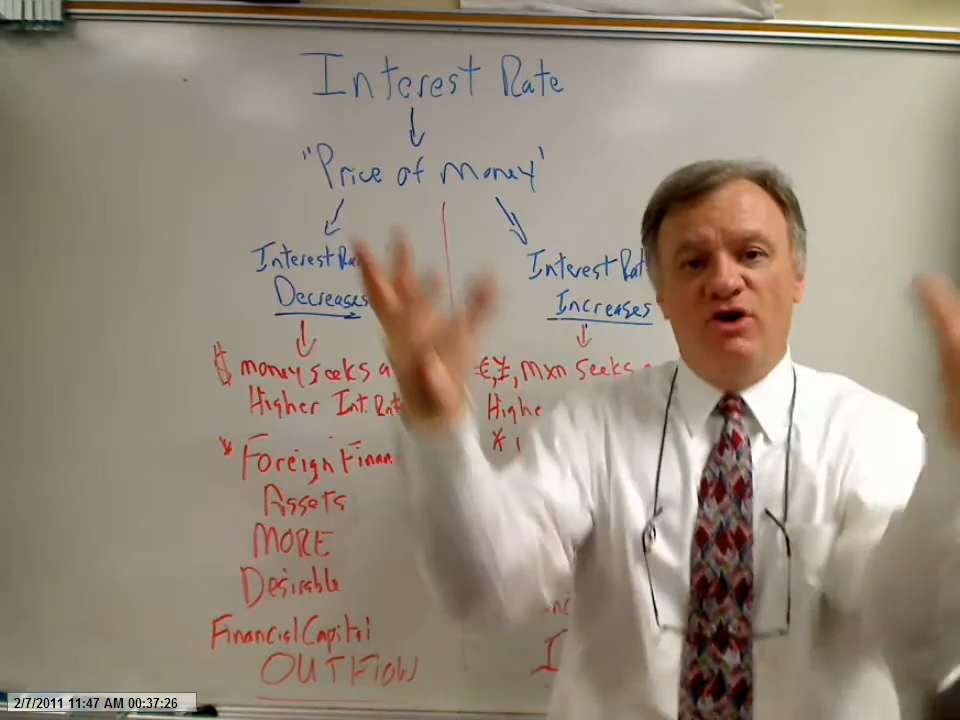 Interest Rate
"Price of Money"
Interest Rate
Decreases
$ money seeks a
Higher Int. Rate
* Foreign Finan
Assets
MORE
Desirable
Financial Capital
OUTFlOW
Interest Rat
Increases
€, ¥, mxn seeks
Highe
*
I
2/7/2011 11:47 AM 00:37:26